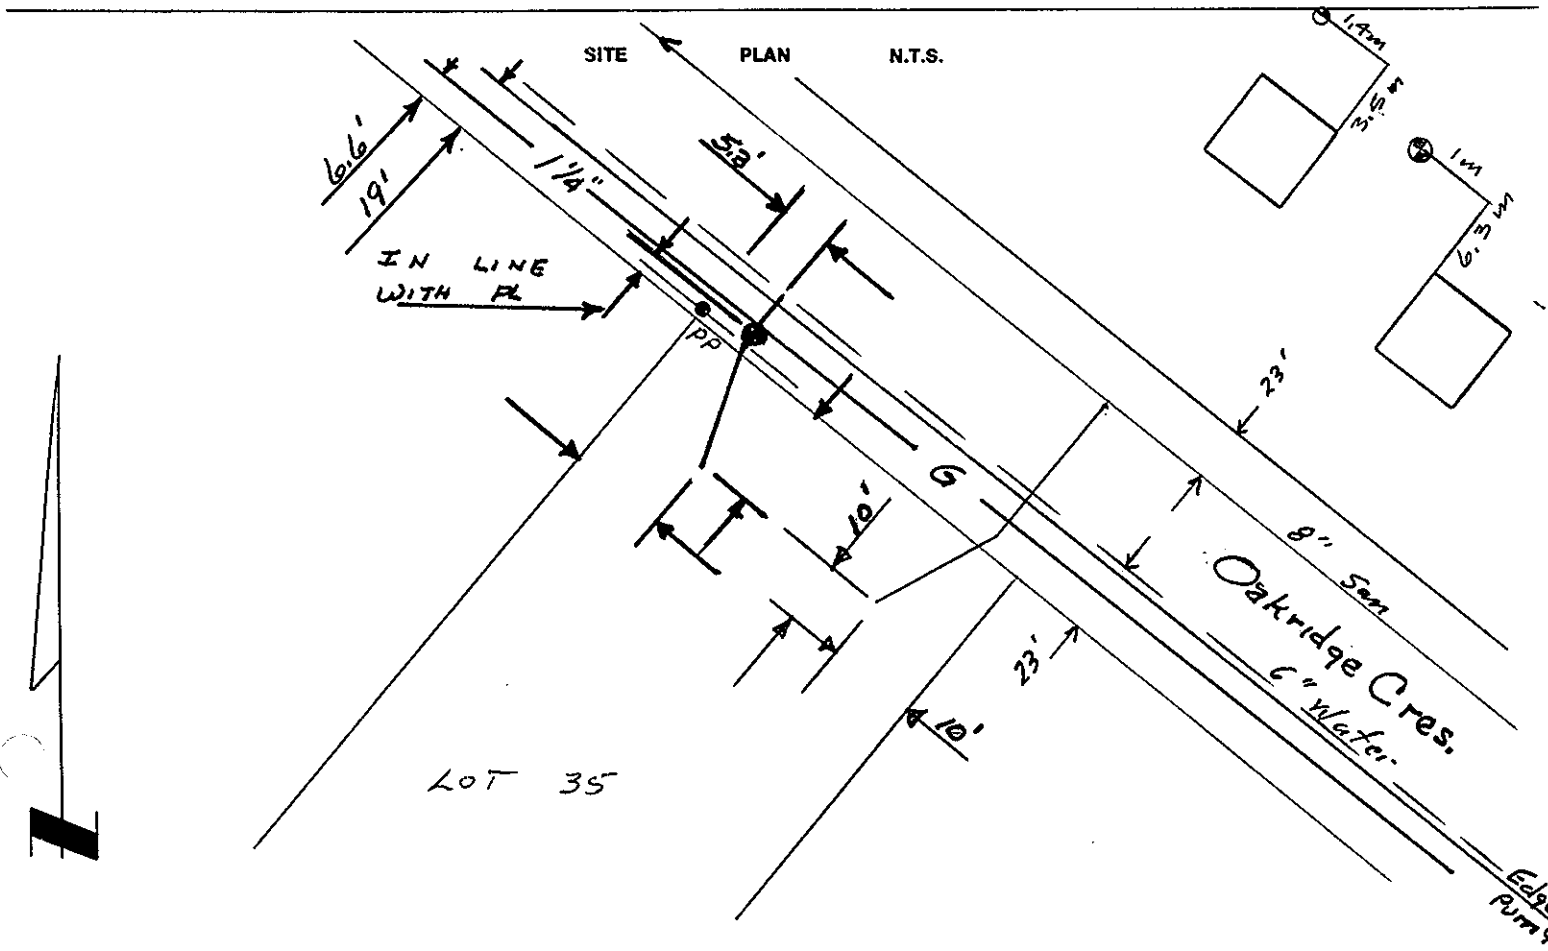 SITE PLAN N.T.S.
1.4m
3.5m
1m
6.3m
6.6'
19'
1 1/4"
5.2'
IN LINE
WITH PL
PP
23'
G
10'
8" San
Oakridge Cres.
6" Water
23'
10'
LOT 35
Edge